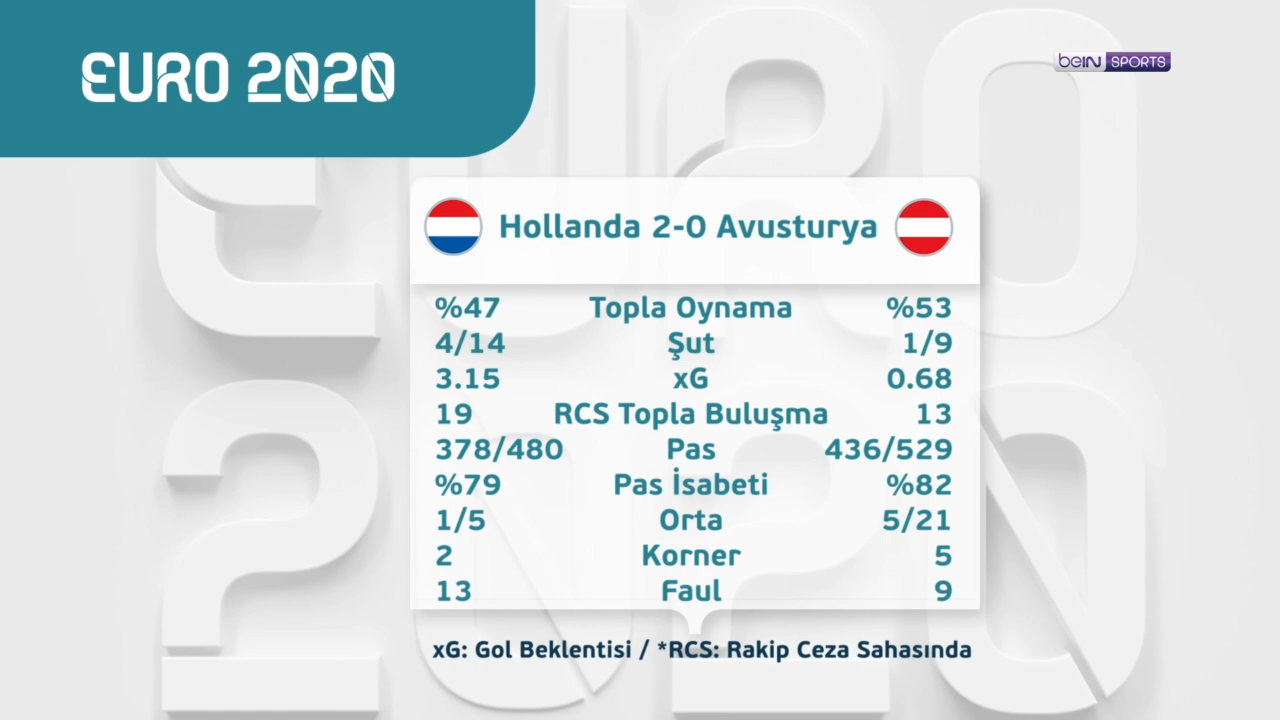 EURO 2020
beIN SPORTS
Hollanda 2-0 Avusturya
%47 Topla Oynama %53
4/14 Şut 1/9
3.15 xG 0.68
19 RCS Topla Buluşma 13
378/480 Pas 436/529
%79 Pas İsabeti %82
1/5 Orta 5/21
2 Korner 5
13 Faul 9
xG: Gol Beklentisi / *RCS: Rakip Ceza Sahasında